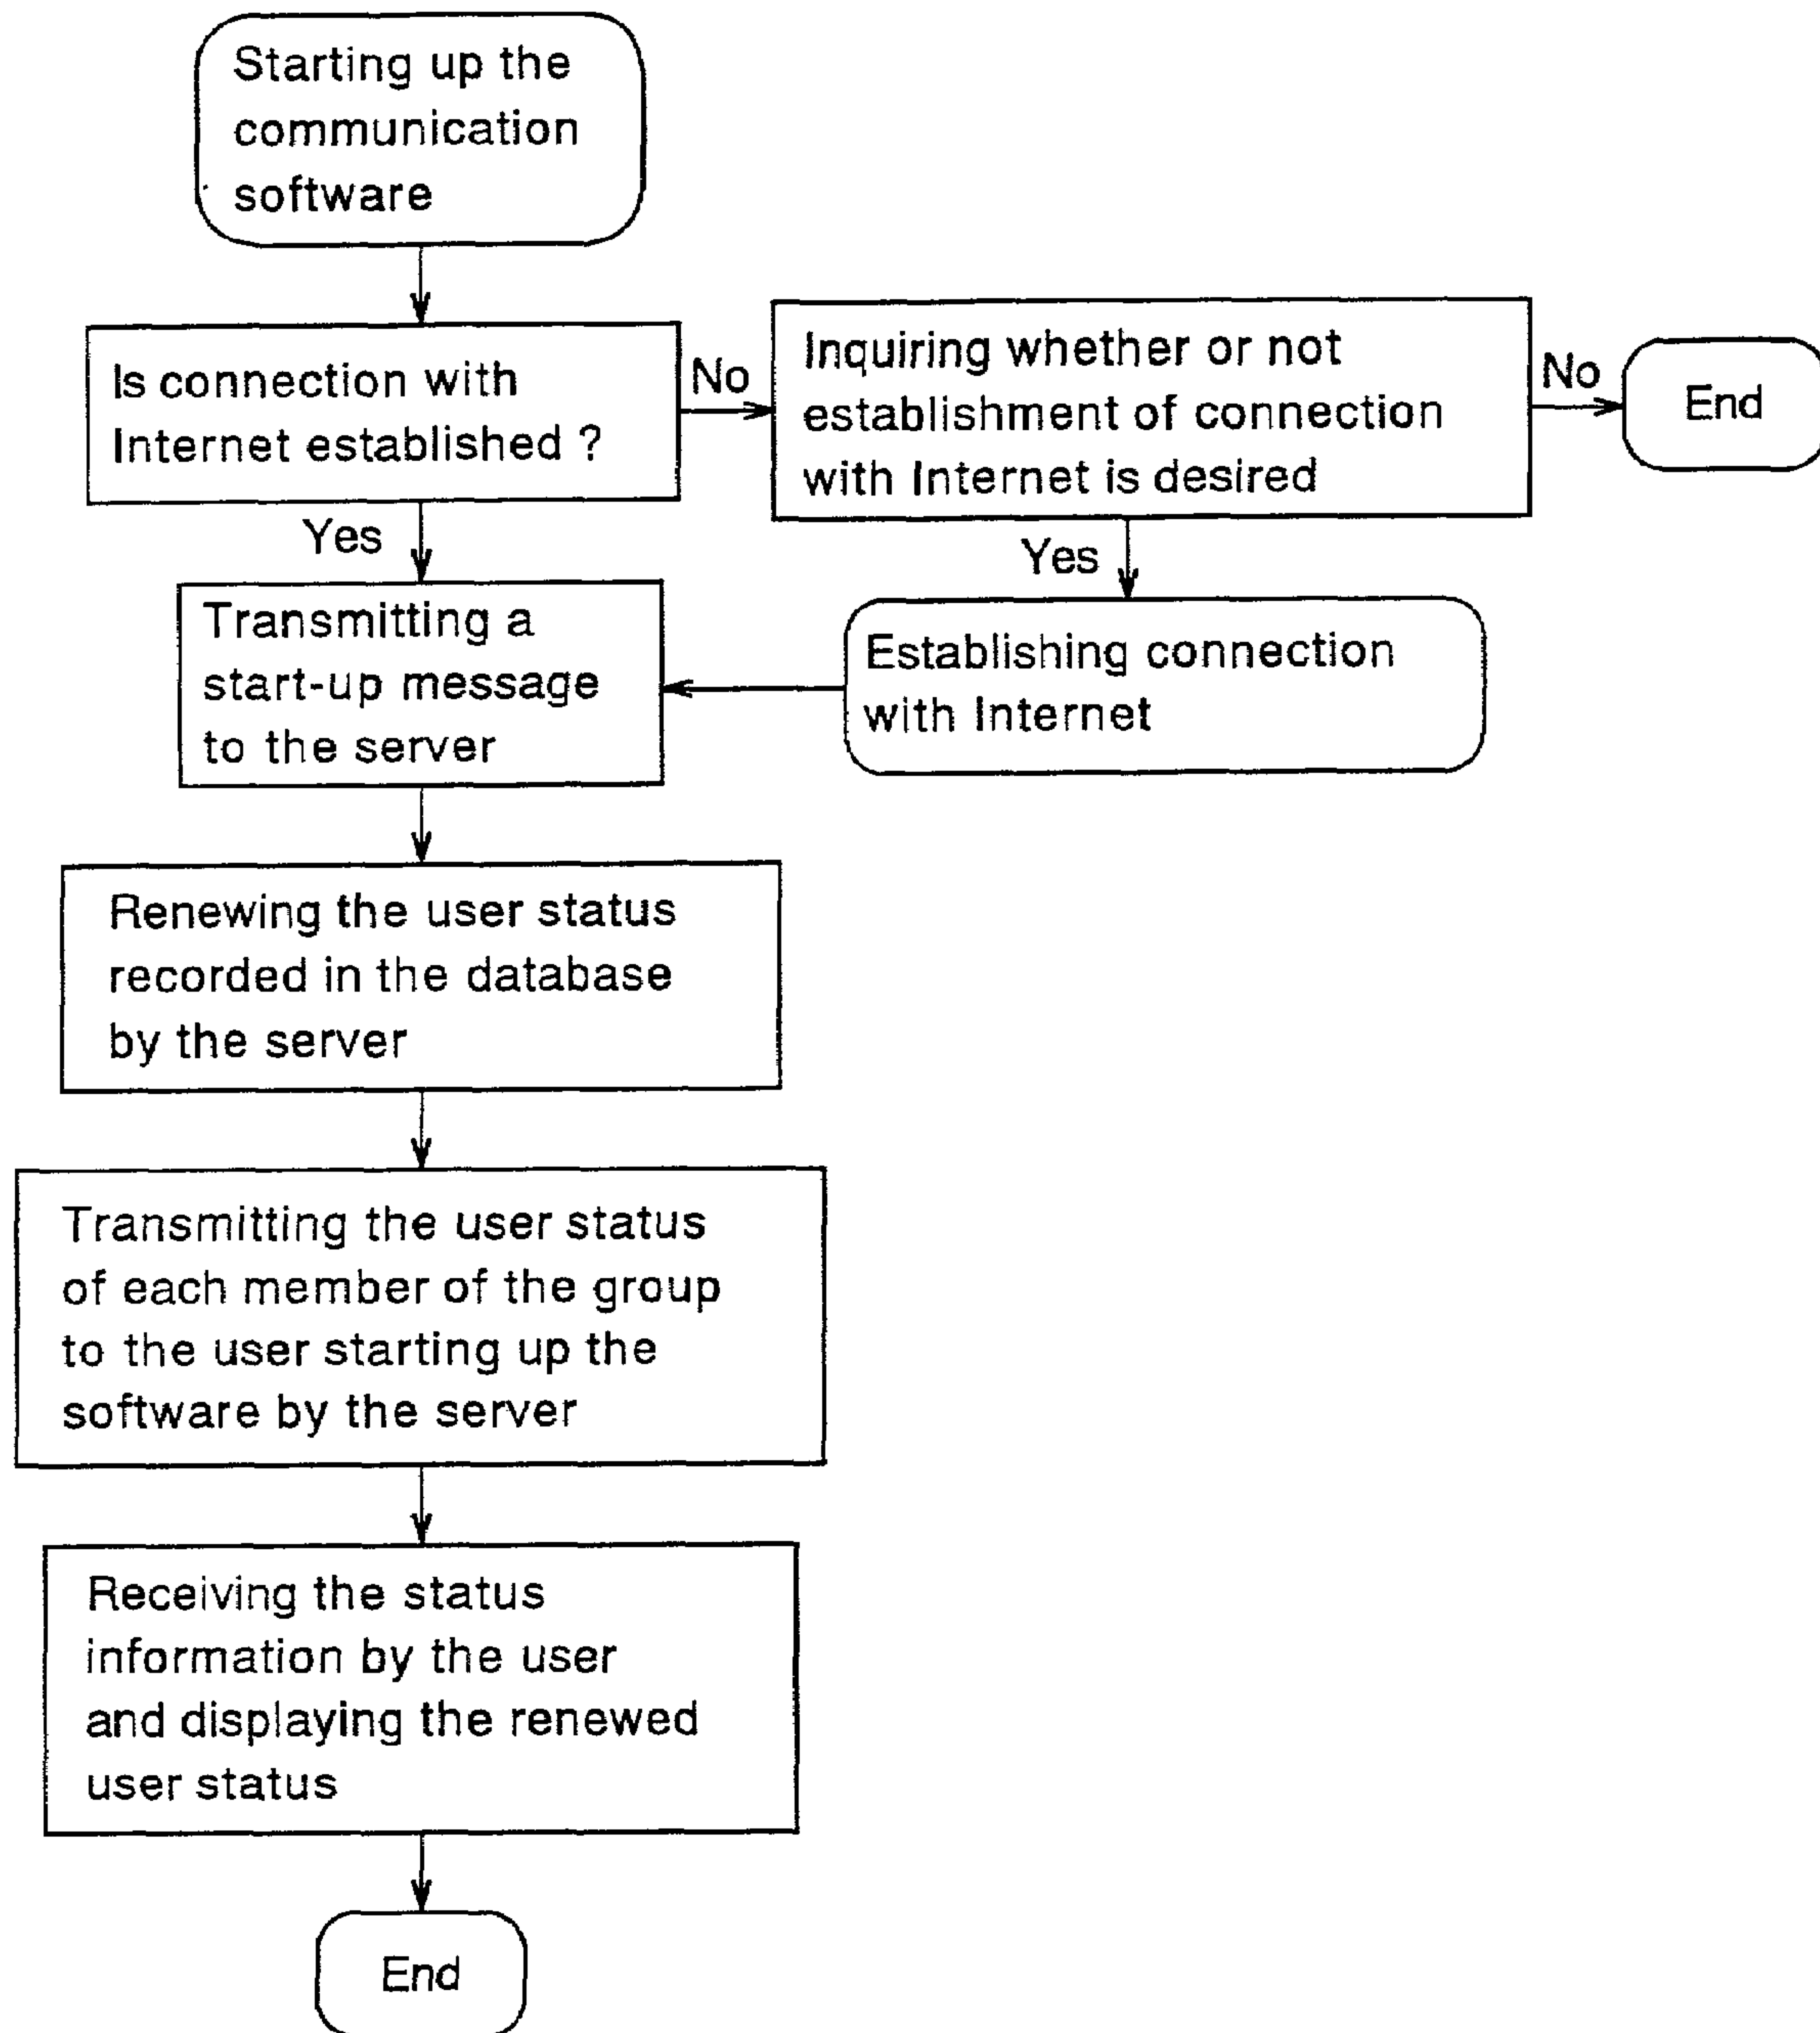 Starting up the
communication
software
Is connection with
Internet established ?
No
Inquiring whether or not
establishment of connection
with Internet is desired
No
End
Yes
Yes
Transmitting a
start-up message
to the server
Establishing connection
with Internet
Renewing the user status
recorded in the database
by the server
Transmitting the user status
of each member of the group
to the user starting up the
software by the server
Receiving the status
information by the user
and displaying the renewed
user status
End